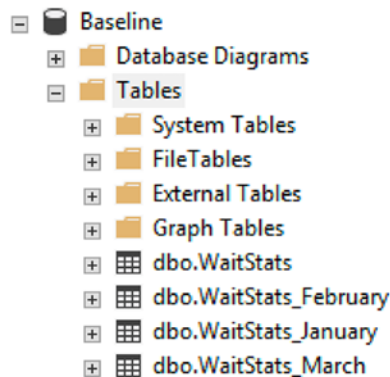 Baseline
Database Diagrams
Tables
System Tables
FileTables
External Tables
Graph Tables
dbo.WaitStats
dbo.WaitStats_February
dbo.WaitStats_January
dbo.WaitStats_March